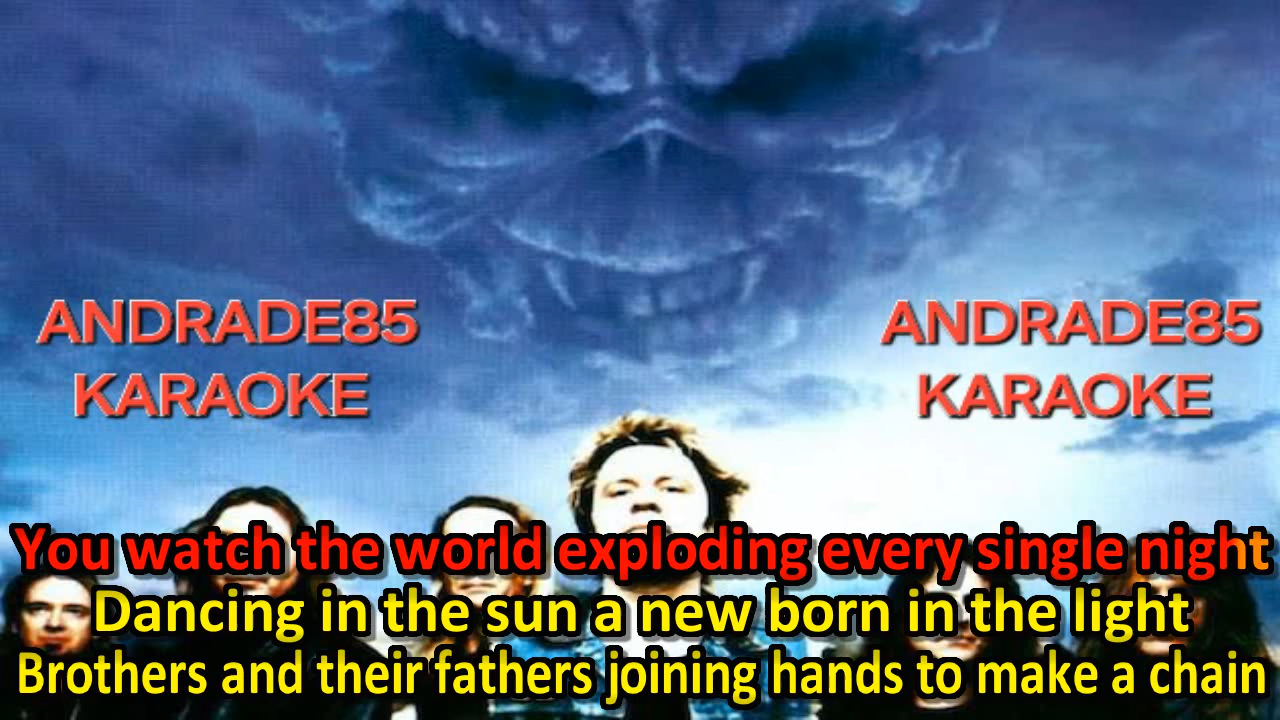 ANDRADE85
KARAOKE
ANDRADE85
KARAOKE
You watch the world exploding every single night
Dancing in the sun a new born in the light
Brothers and their fathers joining hands to make a chain